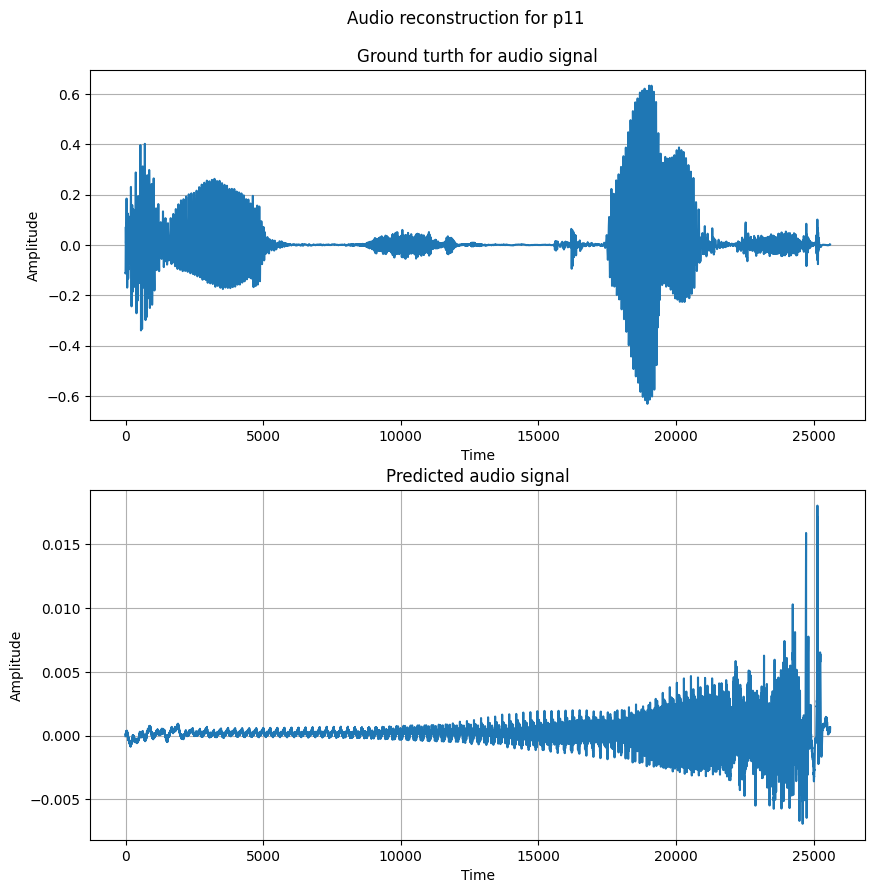 Audio reconstruction for p11
Ground turth for audio signal
0.6
0.4
0.2
0.0
−0.2
−0.4
−0.6
Amplitude
0 5000 10000 15000 20000 25000
Time
Predicted audio signal
0.015
0.010
0.005
0.000
−0.005
Amplitude
0 5000 10000 15000 20000 25000
Time